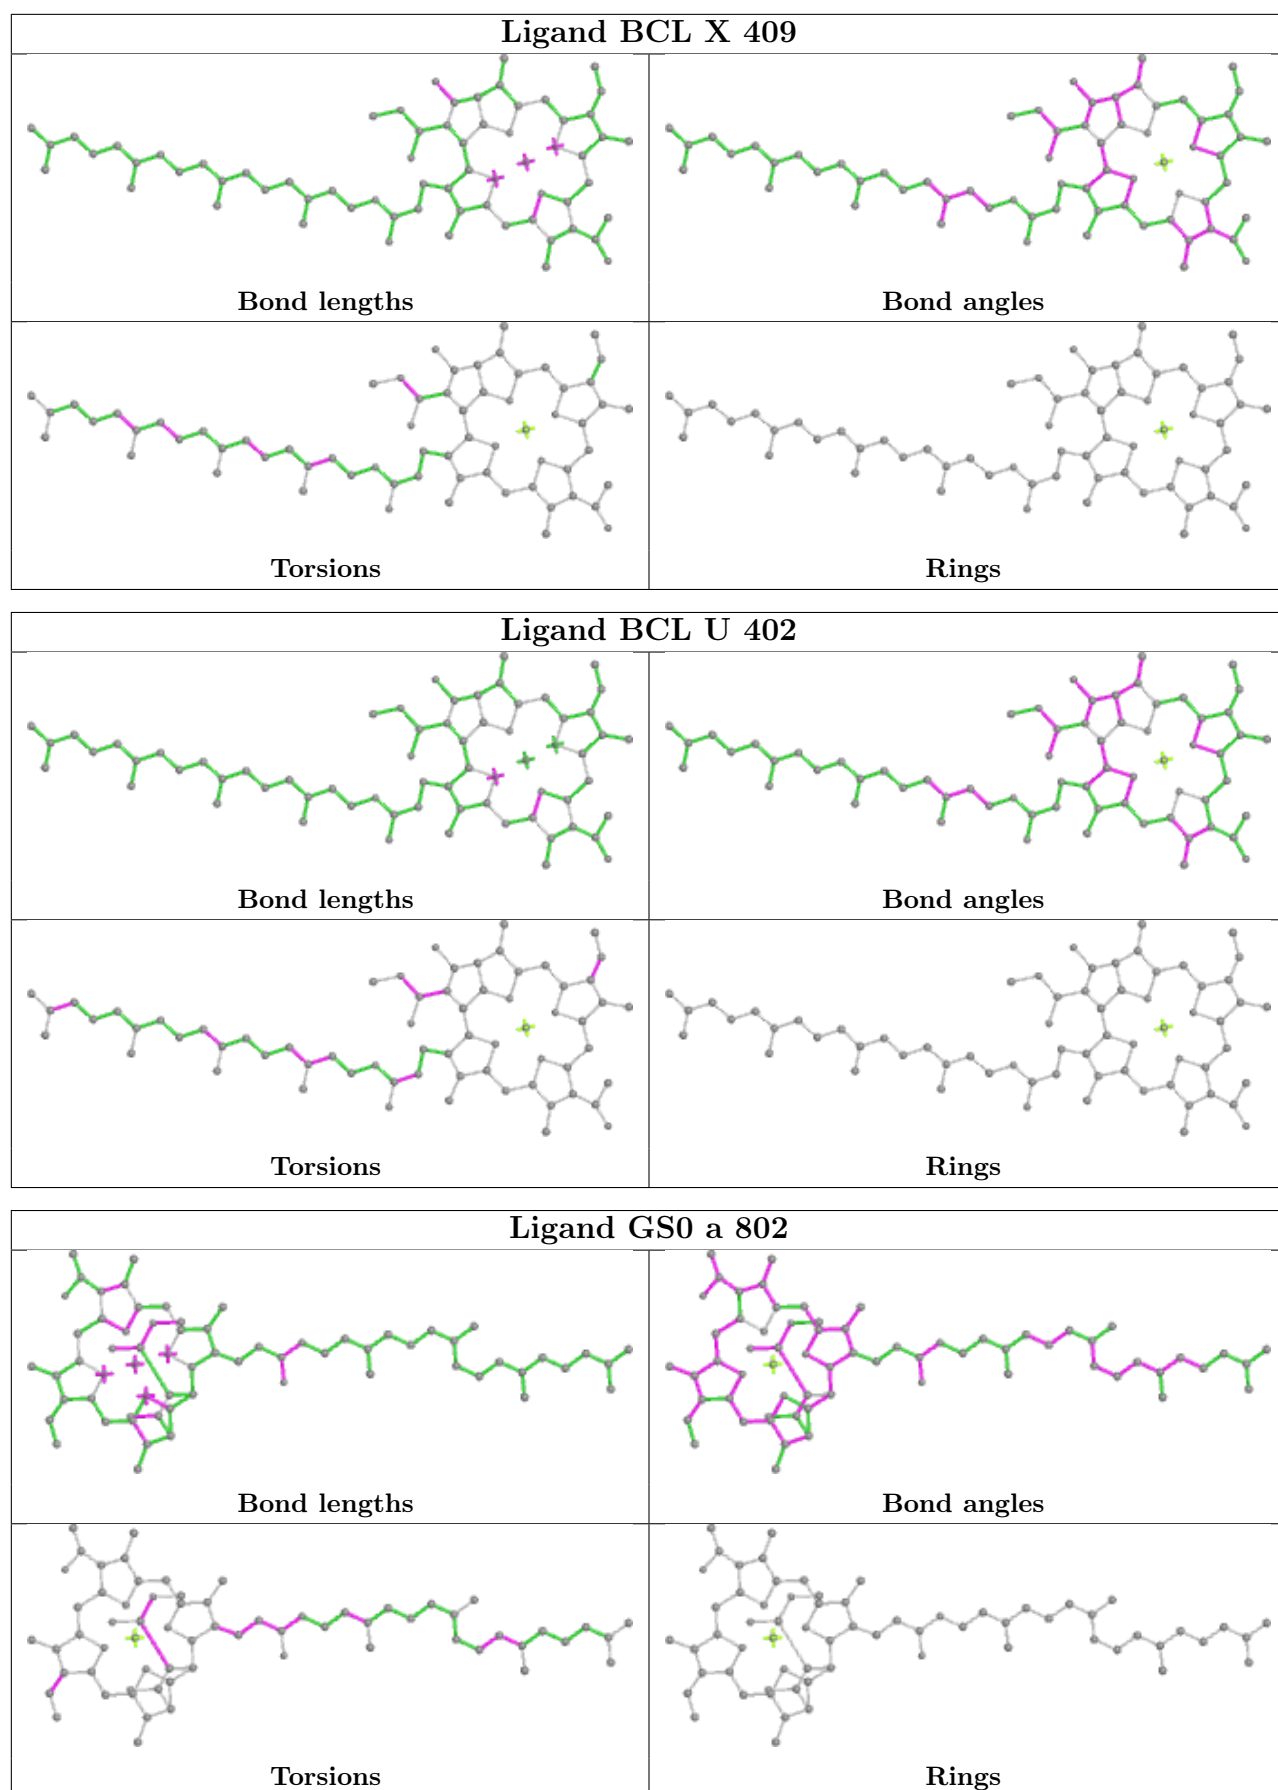 Ligand BCL X 409
Bond lengths
Bond angles
Torsions
Rings
Ligand BCL U 402
Bond lengths
Bond angles
Torsions
Rings
Ligand GS0 a 802
Bond lengths
Bond angles
Torsions
Rings